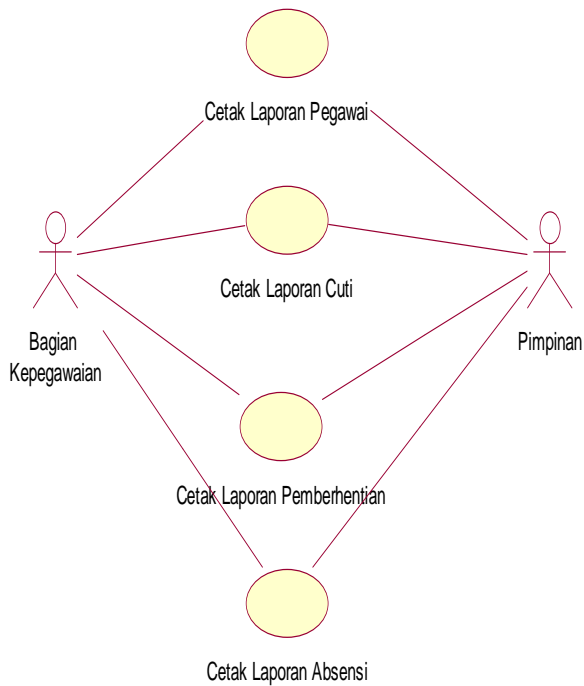 Cetak Laporan Pegawai
Cetak Laporan Cuti
Bagian
Kepegawaian
Pimpinan
Cetak Laporan Pemberhentian
Cetak Laporan Absensi